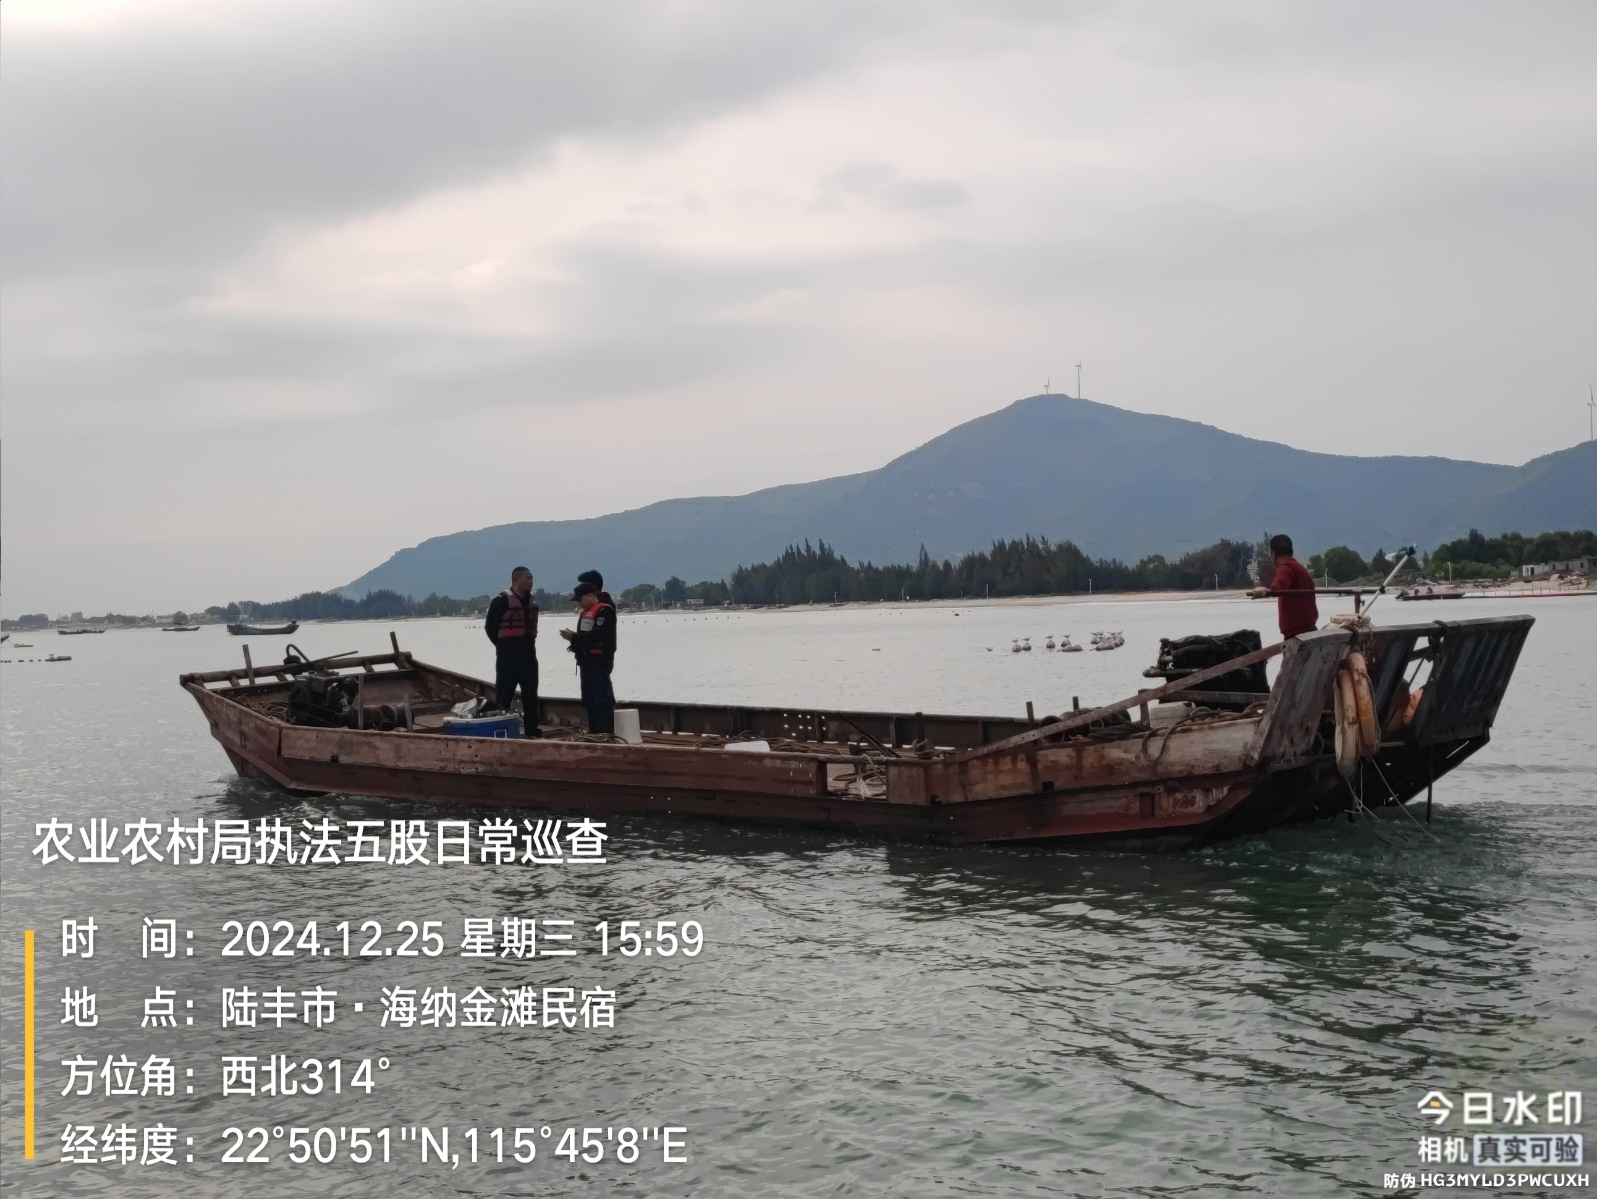 农业农村局执法五股日常巡查
时 间：2024.12.25 星期三 15:59
地 点：陆丰市·海纳金滩民宿
方位角：西北314°
经纬度：22°50'51"N,115°45'8"E
今日水印
相机 真实可验
防伪 HG3MYLD3PWCUXH